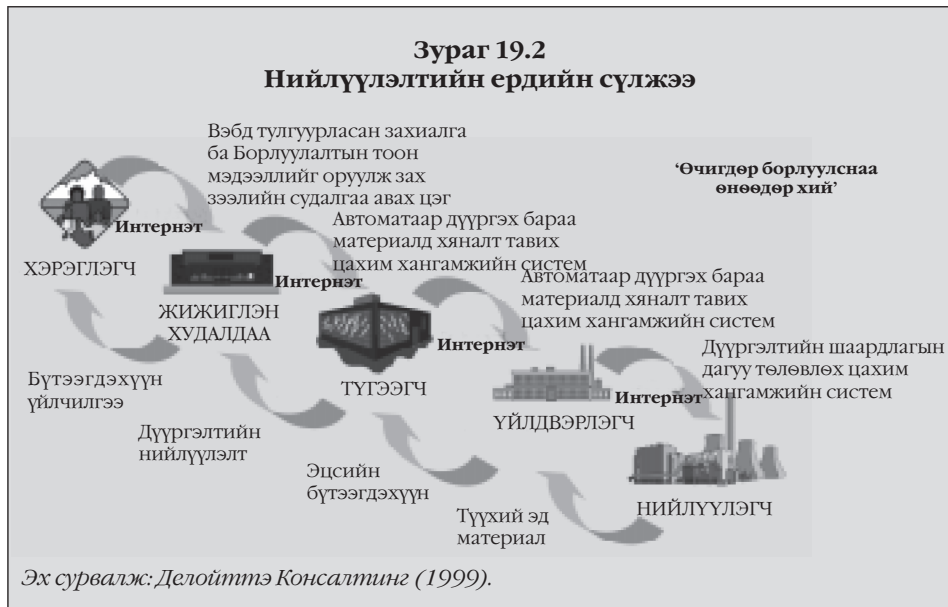 Зураг 19.2
Нийлүүлэлтийн ердийн сүлжээ
Вэбд тулгуурласан захиалга
ба Борлуулалтын тоон
мэдээллийг оруулж зах
зээлийн судалгаа авах цэг
‘Өчигдөр борлуулснаа
өнөөдөр хий’
Интернэт
ХЭРЭГЛЭГЧ
Автоматаар дүүргэх бараа
материалд хяналт тавих
цахим хангамжийн систем
Интернэт
ЖИЖИГЛЭН
ХУДАЛДАА
Автоматаар дүүргэх бараа
материалд хяналт тавих
цахим хангамжийн систем
Интернэт
ТҮГЭЭГЧ
Дүүргэлтийн шаардлагын
дагуу төлөвлөх цахим
хангамжийн систем
Интернэт
ҮЙЛДВЭРЛЭГЧ
НИЙЛҮҮЛЭГЧ
Бүтээгдэхүүн
үйлчилгээ
Дүүргэлтийн
нийлүүлэлт
Эцсийн
бүтээгдэхүүн
Түүхий эд
материал
Эх сурвалж: Делойттэ Консалтинг (1999).